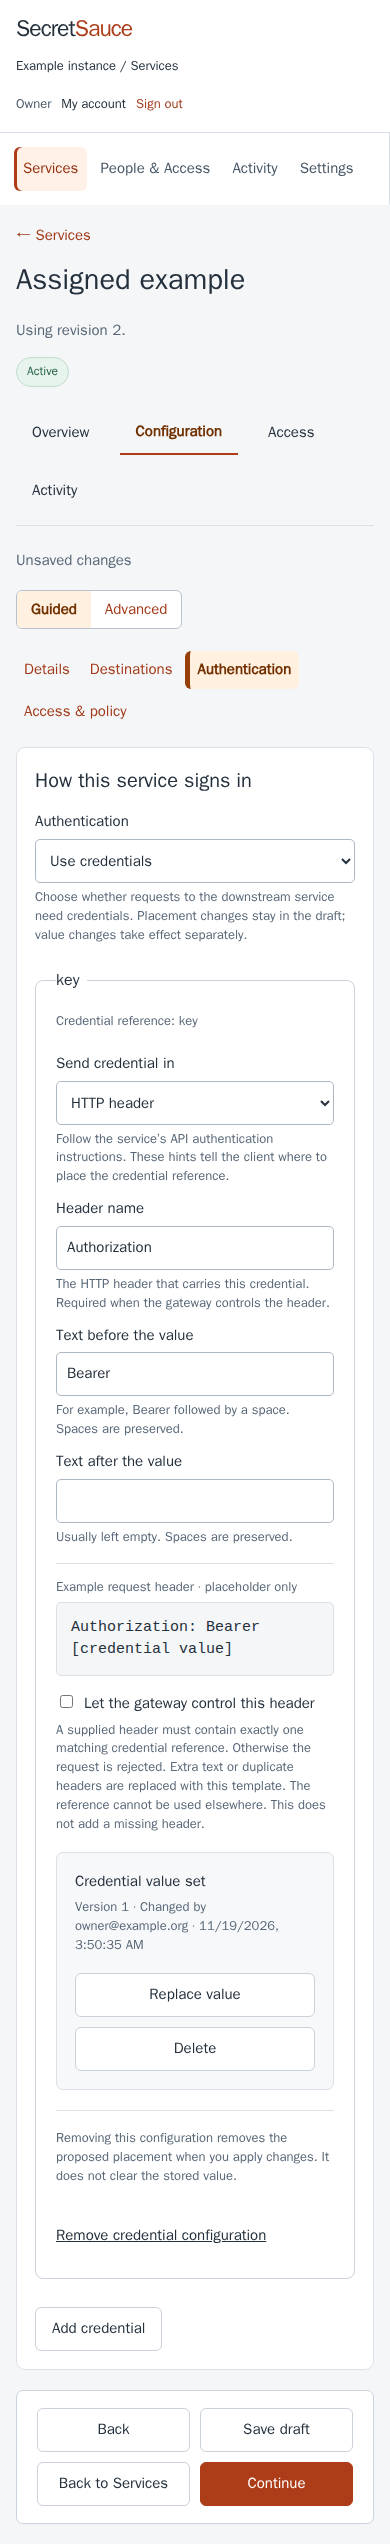 SecretSauce
Example instance / Services
Owner My account Sign out
Services People & Access Activity Settings
← Services
Assigned example
Using revision 2.
Active
Overview Configuration Access
Activity
Unsaved changes
Guided Advanced
Details Destinations Authentication
Access & policy
How this service signs in
Authentication
Use credentials
Choose whether requests to the downstream service
need credentials. Placement changes stay in the draft;
value changes take effect separately.
key
Credential reference: key
Send credential in
HTTP header
Follow the service's API authentication
instructions. These hints tell the client where to
place the credential reference.
Header name
Authorization
The HTTP header that carries this credential.
Required when the gateway controls the header.
Text before the value
Bearer
For example, Bearer followed by a space.
Spaces are preserved.
Text after the value
Usually left empty. Spaces are preserved.
Example request header · placeholder only
Authorization: Bearer
[credential value]
Let the gateway control this header
A supplied header must contain exactly one
matching credential reference. Otherwise the
request is rejected. Extra text or duplicate
headers are replaced with this template. The
reference cannot be used elsewhere. This does
not add a missing header.
Credential value set
Version 1 · Changed by
owner@example.org · 11/19/2026,
3:50:35 AM
Replace value
Delete
Removing this configuration removes the
proposed placement when you apply changes. It
does not clear the stored value.
Remove credential configuration
Add credential
Back Save draft
Back to Services Continue